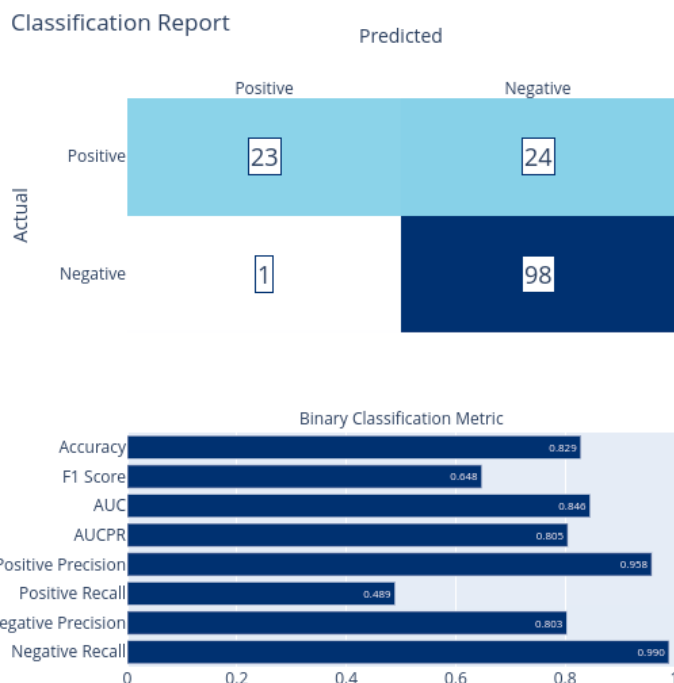 Classification Report
Predicted
Positive Negative
Positive 23 24
Actual
Negative 1 98
Binary Classification Metric
Accuracy 0.829
F1 Score 0.648
AUC 0.846
AUCPR 0.805
Positive Precision 0.958
Positive Recall 0.489
egative Precision 0.803
Negative Recall 0.990
0 0.2 0.4 0.6 0.8 1